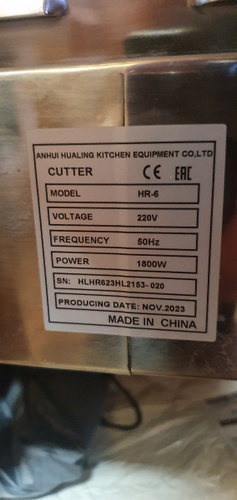 ANHUI HUALING KITCHEN EQUIPMENT CO,LTD
CUTTER CE EAC
MODEL HR-6
VOLTAGE 220V
FREQUENCY 50Hz
POWER 1800W
SN: HLHR623HL2153-020
PRODUCING DATE: NOV.2023
MADE IN CHINA